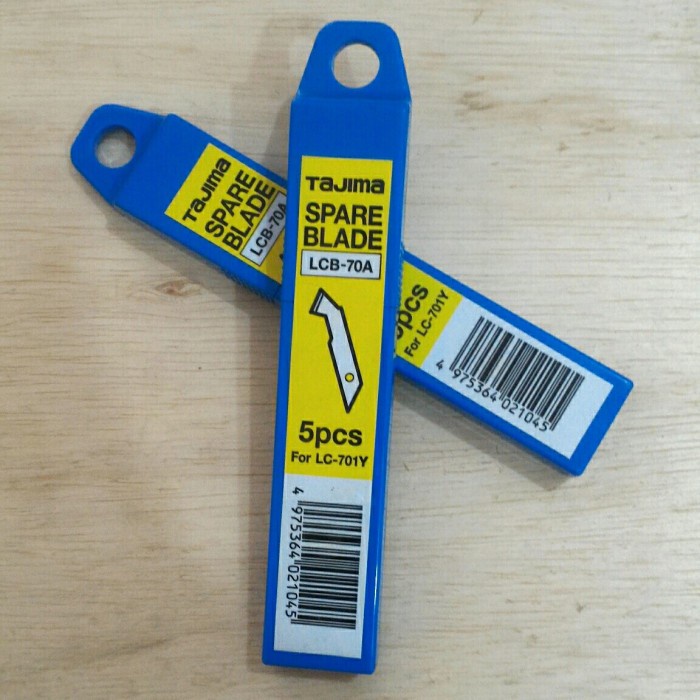 TaJima
SPARE
BLADE
LCB-70A
5pcs
For LC-701Y
4 975364 021045
TaJima
SPARE
BLADE
LCB-70A
5pcs
For LC-701Y
4 975364 021045